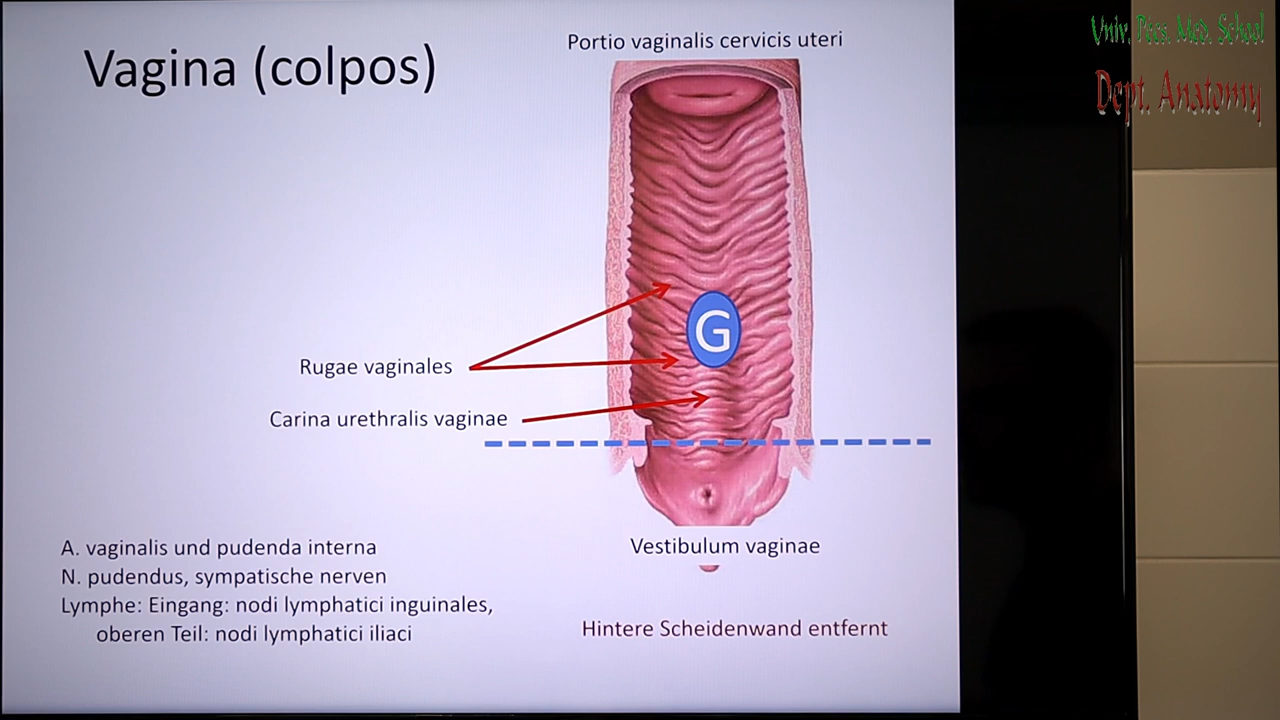 Vagina (colpos)
Portio vaginalis cervicis uteri
Univ. Pécs. Med. School
Dept. Anatomy
G
Rugae vaginales
Carina urethralis vaginae
A. vaginalis und pudenda interna
N. pudendus, sympatische nerven
Lymphe: Eingang: nodi lymphatici inguinales,
oberen Teil: nodi lymphatici iliaci
Vestibulum vaginae
Hintere Scheidenwand entfernt